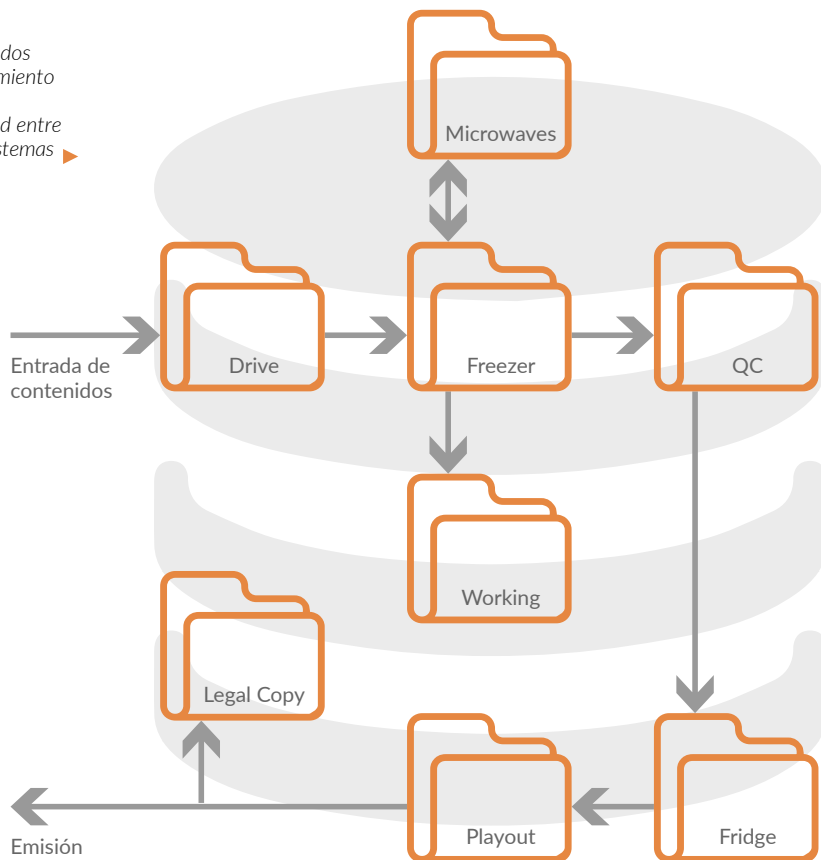 dos
miento
d entre
stemas
Microwaves
Entrada de
contenidos
Drive
Freezer
QC
Working
Legal Copy
Emisión
Playout
Fridge